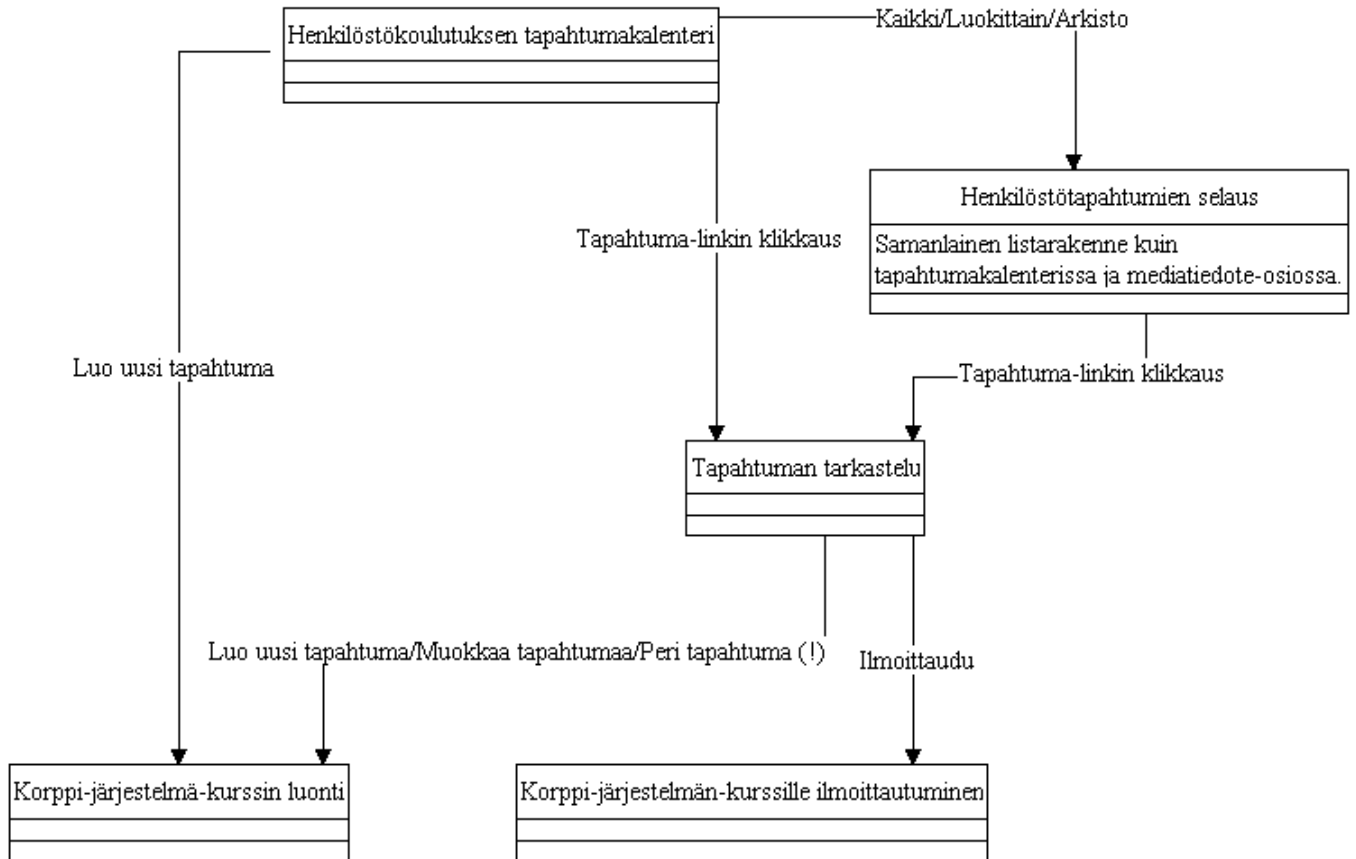 Henkilöstökoulutuksen tapahtumakalenteri
Kaikki/Luokittain/Arkisto
Henkilöstötapahtumien selaus
Samanlainen listarakenne kuin
tapahtumakalenterissa ja mediatiedote-osiossa.
Tapahtuma-linkin klikkaus
Luo uusi tapahtuma
Tapahtuma-linkin klikkaus
Tapahtuman tarkastelu
Luo uusi tapahtuma/Muokkaa tapahtumaa/Peri tapahtuma (!)
Ilmoittaudu
Korppi-järjestelmä-kurssin luonti
Korppi-järjestelmän-kurssille ilmoittautuminen